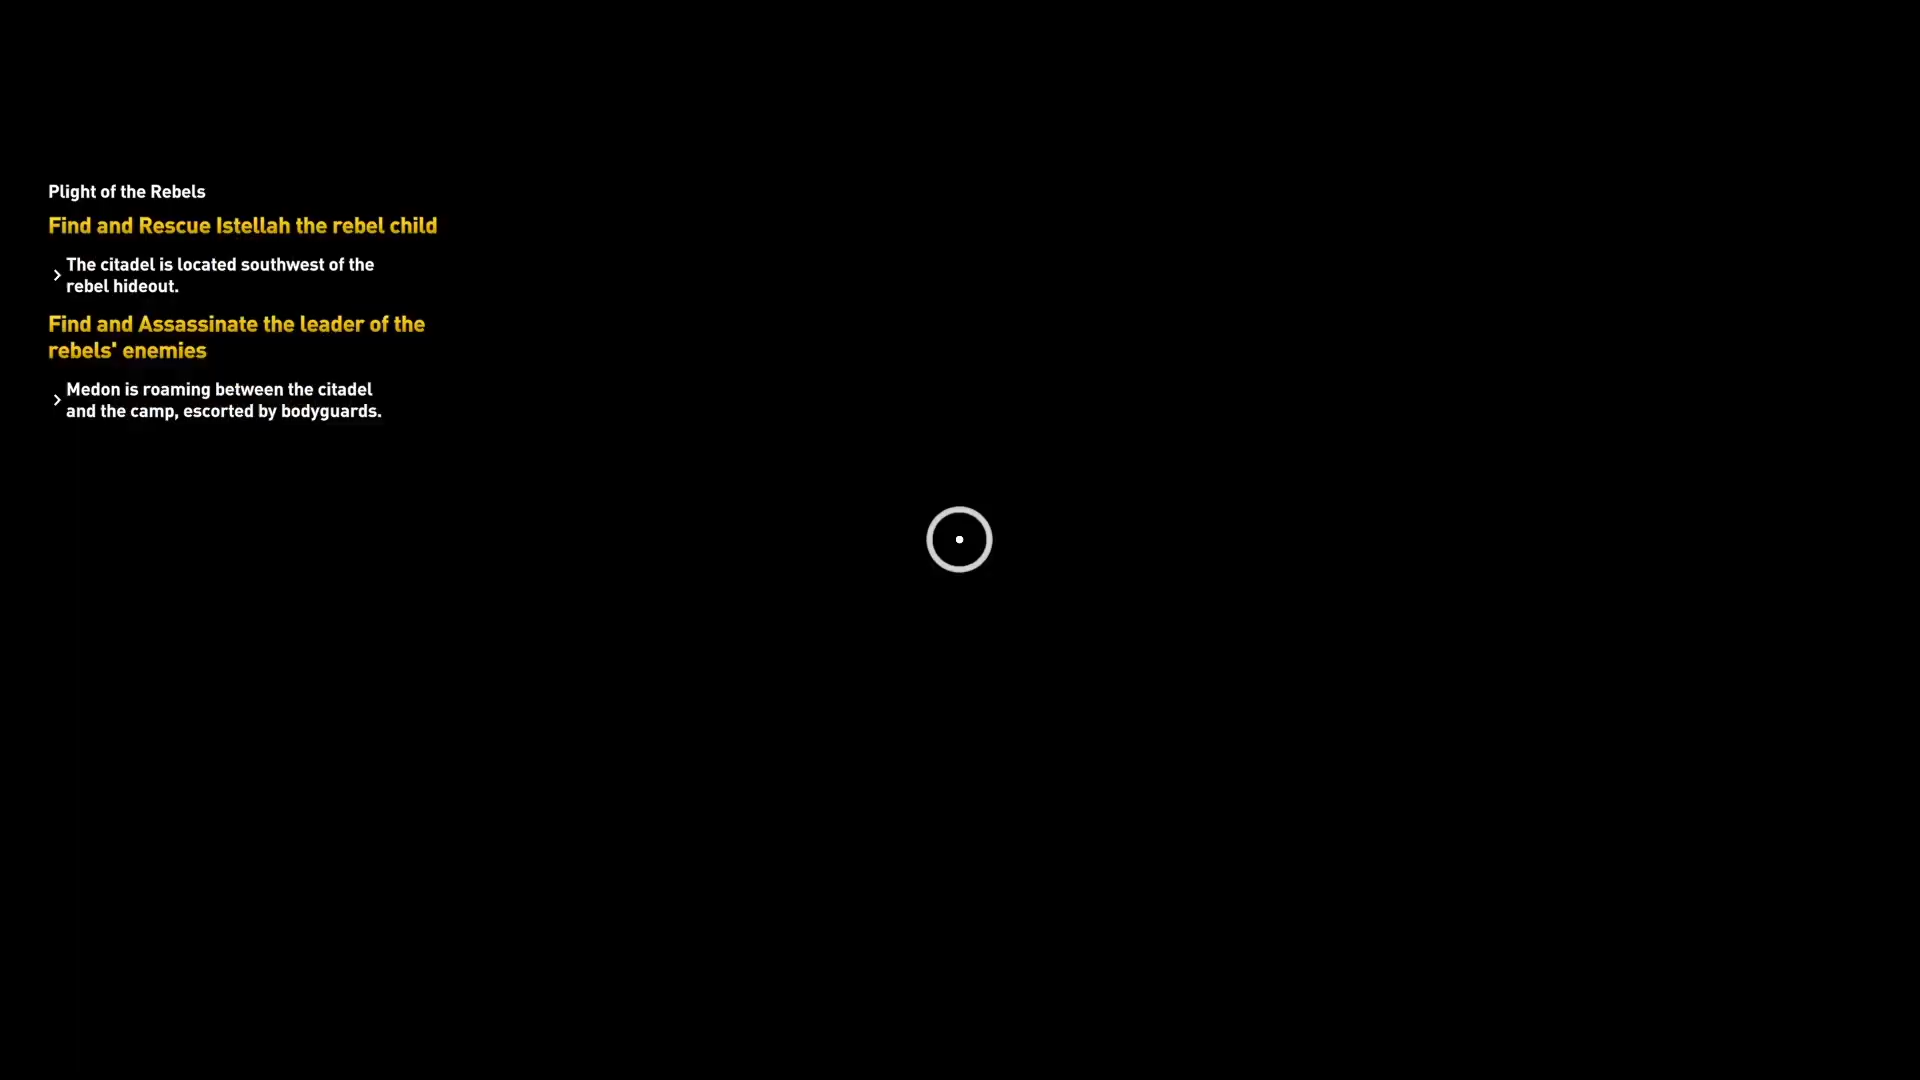 Plight of the Rebels
Find and Rescue Istellah the rebel child
The citadel is located southwest of the
rebel hideout.
Find and Assassinate the leader of the
rebels' enemies
Medon is roaming between the citadel
and the camp, escorted by bodyguards.